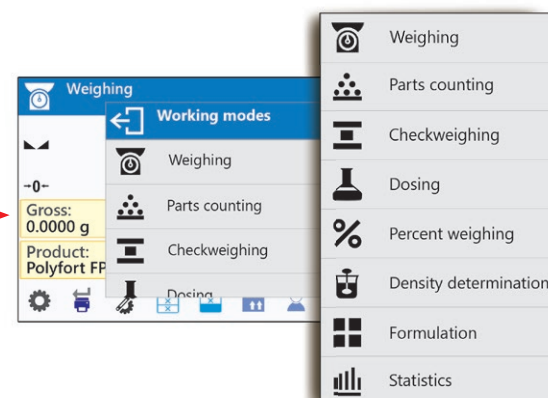 Weighing
Working modes
Weighing
Parts counting
Checkweighing
Dosing
→0←
Gross:
0.0000 g
Product:
Polyfort FP
Weighing
Parts counting
Checkweighing
Dosing
Percent weighing
Density determination
Formulation
Statistics